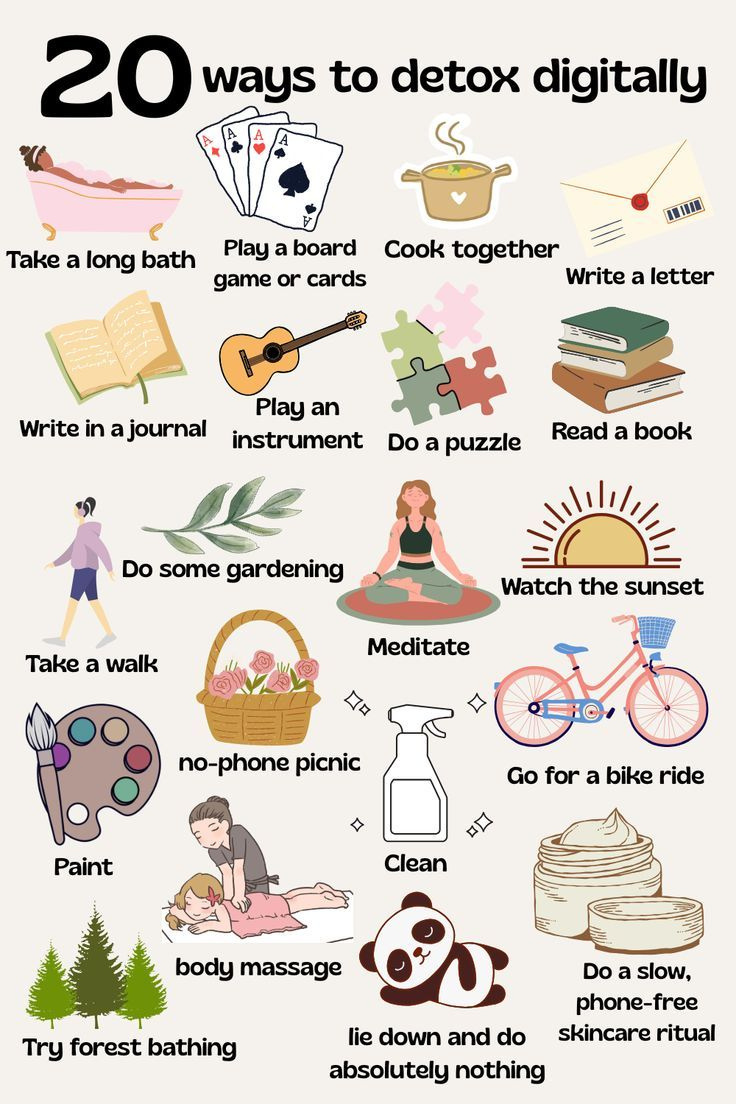 20 ways to detox digitally
Take a long bath
Play a board
game or cards
Cook together
Write a letter
Write in a journal
Play an
instrument
Do a puzzle
Read a book
Take a walk
Do some gardening
Meditate
Watch the sunset
no-phone picnic
Go for a bike ride
Paint
Clean
body massage
Do a slow,
phone-free
skincare ritual
Try forest bathing
lie down and do
absolutely nothing
A
A
A
A
A